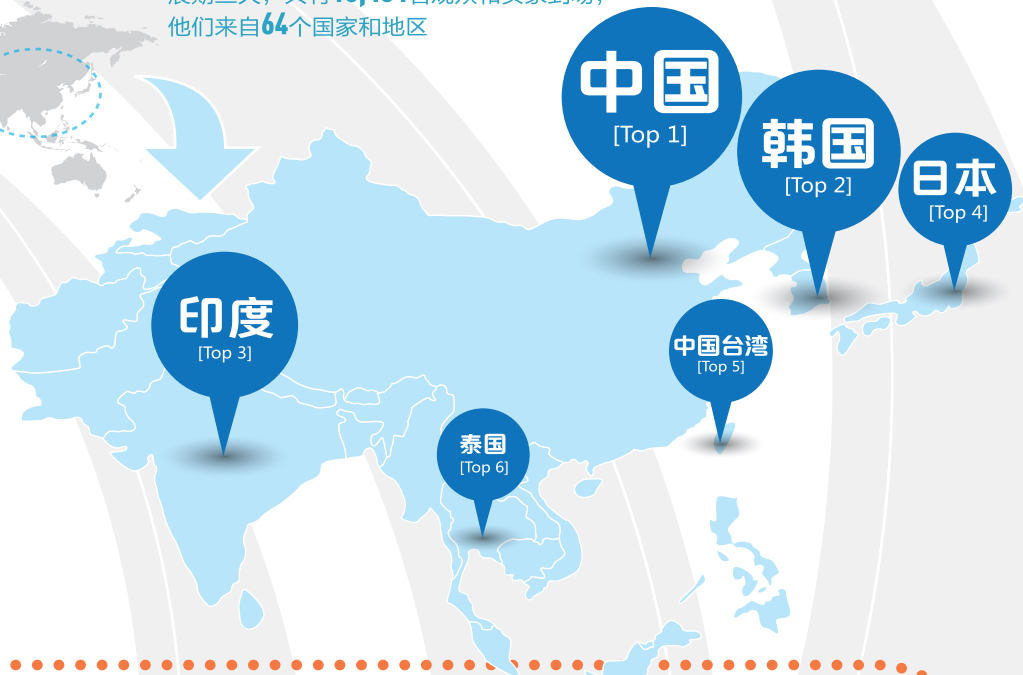 他们来自64个国家和地区
中国
[Top 1]
韩国
[Top 2]
日本
[Top 4]
印度
[Top 3]
中国台湾
[Top 5]
泰国
[Top 6]